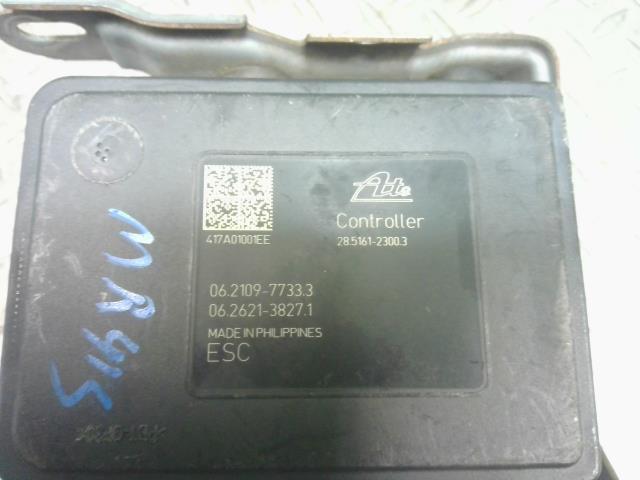 Ate
Controller
417A01001EE
28.5161-2300.3
06.2109-7733.3
06.2621-3827.1
MADE IN PHILIPPINES
ESC